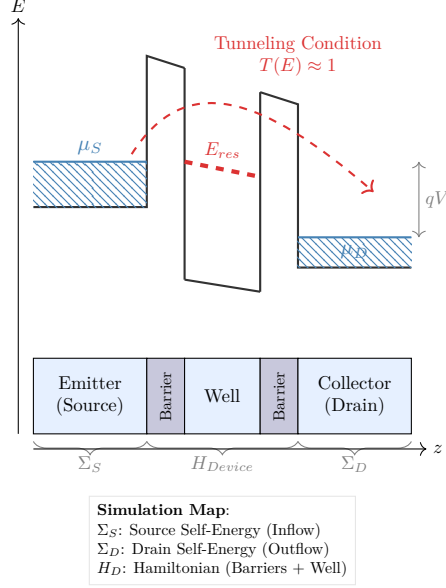 E
Tunneling Condition
T(E) ≈ 1
μ_S
E_res
qV
μ_D
Emitter
(Source)
Barrier
Well
Barrier
Collector
(Drain)
z
Σ_S
H_Device
Σ_D
Simulation Map:
Σ_S: Source Self-Energy (Inflow)
Σ_D: Drain Self-Energy (Outflow)
H_D: Hamiltonian (Barriers + Well)